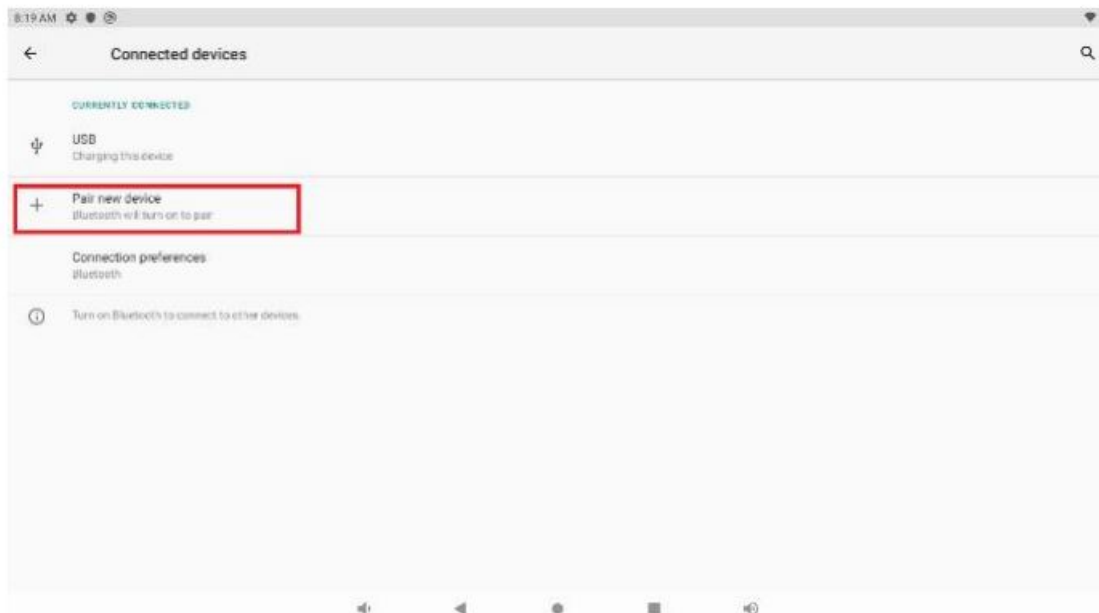 8:19 AM
Connected devices
CURRENTLY CONNECTED
USB
Charging this device
Pair new device
Bluetooth will turn on to pair
Connection preferences
Bluetooth
Turn on Bluetooth to connect to other devices.